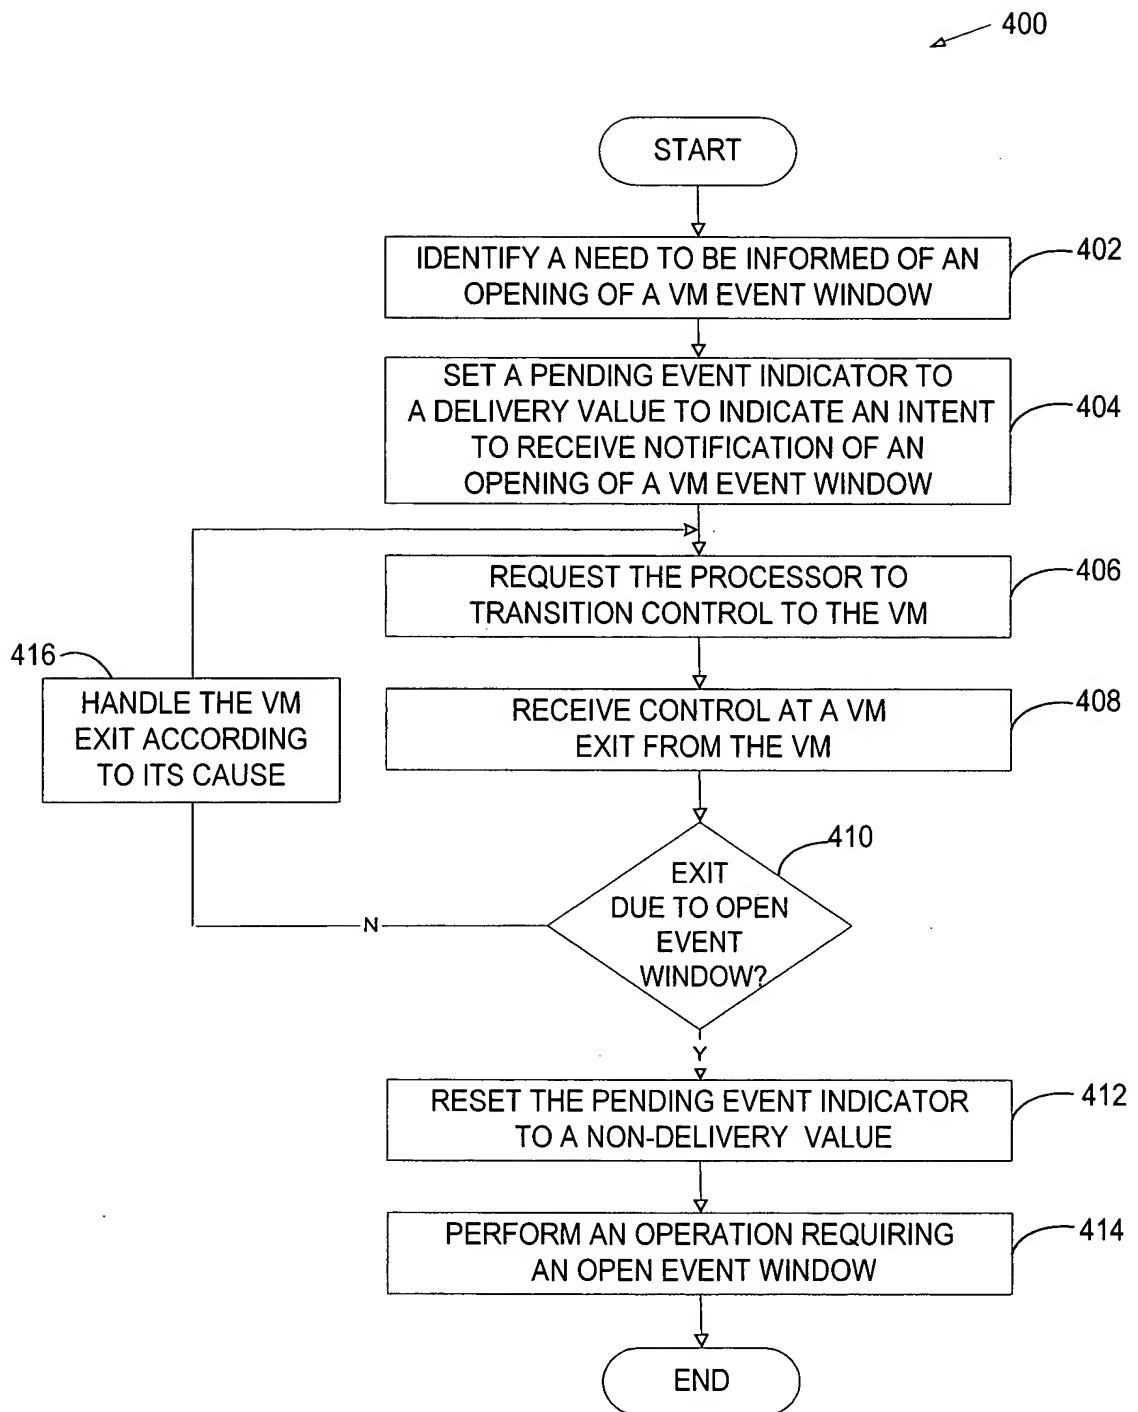 400
START
IDENTIFY A NEED TO BE INFORMED OF AN
OPENING OF A VM EVENT WINDOW
402
SET A PENDING EVENT INDICATOR TO
A DELIVERY VALUE TO INDICATE AN INTENT
TO RECEIVE NOTIFICATION OF AN
OPENING OF A VM EVENT WINDOW
404
REQUEST THE PROCESSOR TO
TRANSITION CONTROL TO THE VM
406
416
HANDLE THE VM
EXIT ACCORDING
TO ITS CAUSE
RECEIVE CONTROL AT A VM
EXIT FROM THE VM
408
410
EXIT
DUE TO OPEN
EVENT
WINDOW?
N
Y
RESET THE PENDING EVENT INDICATOR
TO A NON-DELIVERY VALUE
412
PERFORM AN OPERATION REQUIRING
AN OPEN EVENT WINDOW
414
END